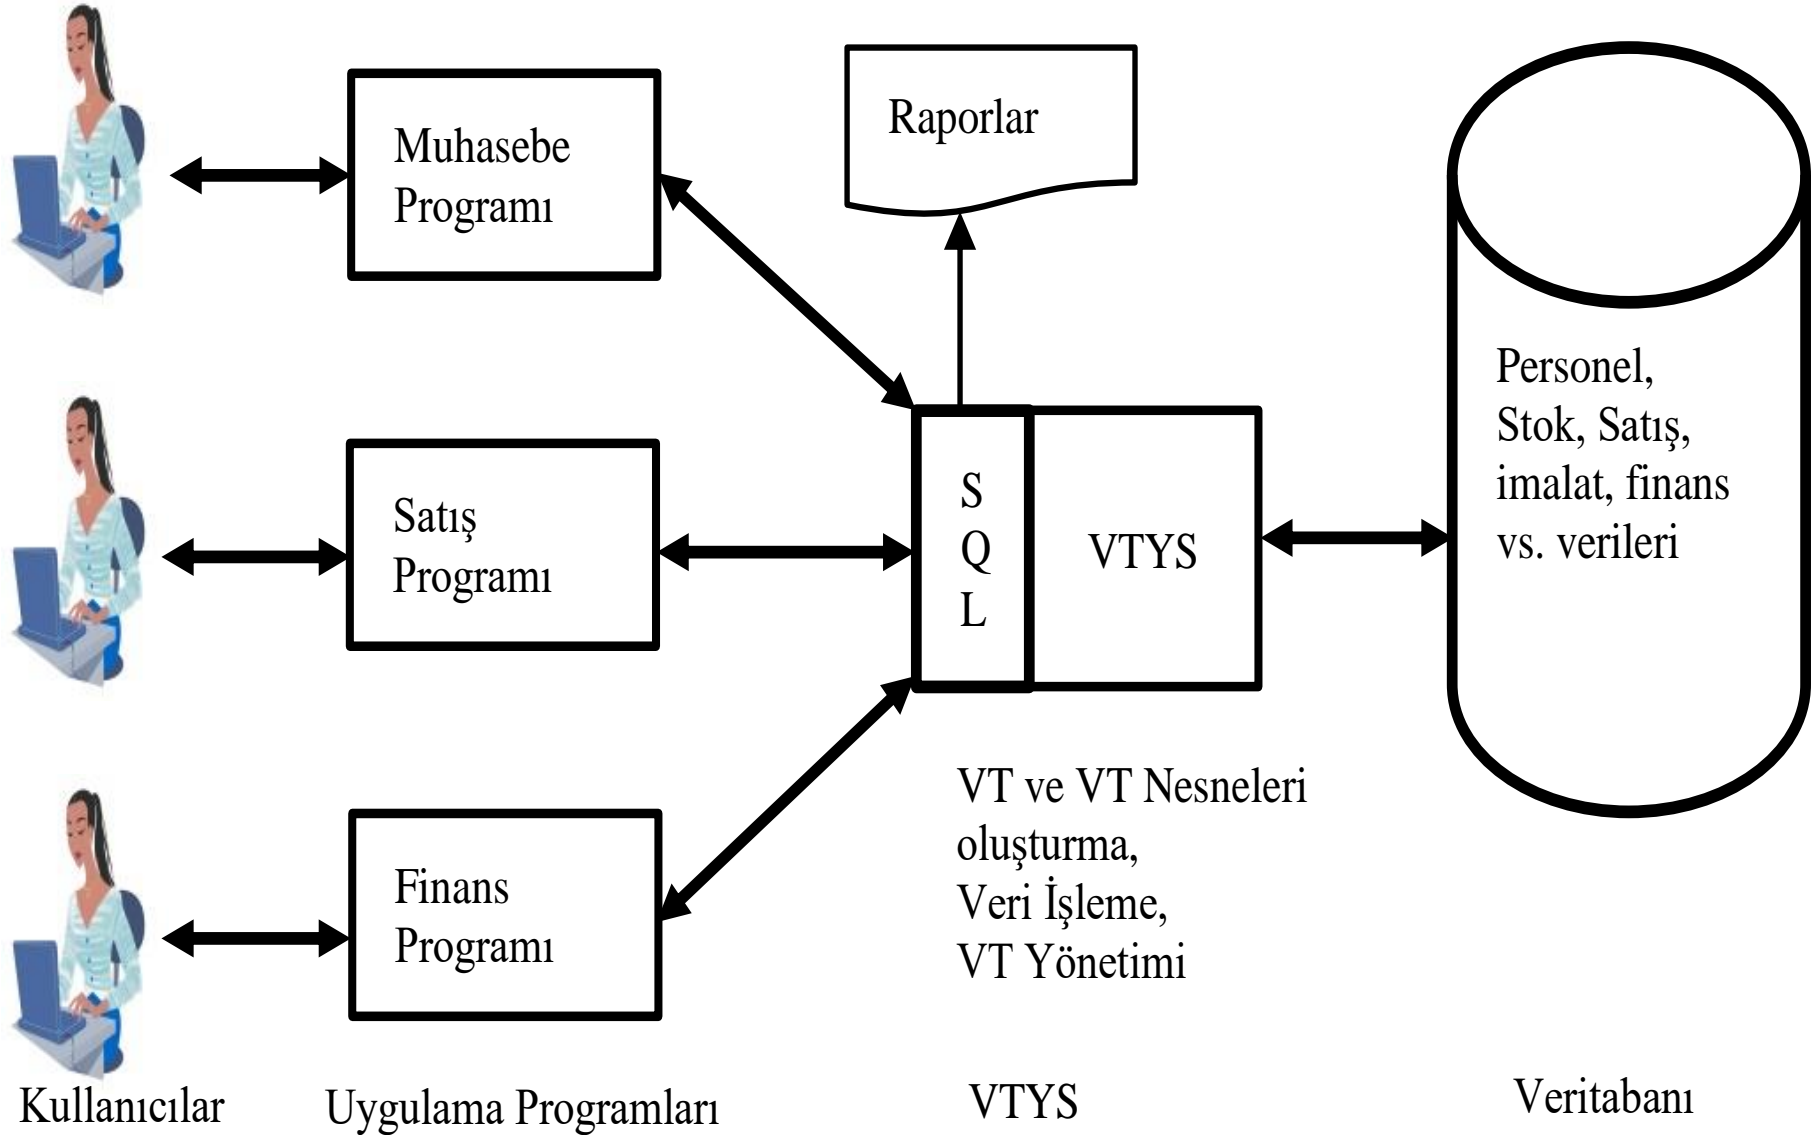 Muhasebe
Programı
Raporlar
Satış
Programı
Finans
Programı
S
Q
L
VTYS
Personel,
Stok, Satış,
imalat, finans
vs. verileri
VT ve VT Nesneleri
oluşturma,
Veri İşleme,
VT Yönetimi
Kullanıcılar
Uygulama Programları
VTYS
Veritabanı